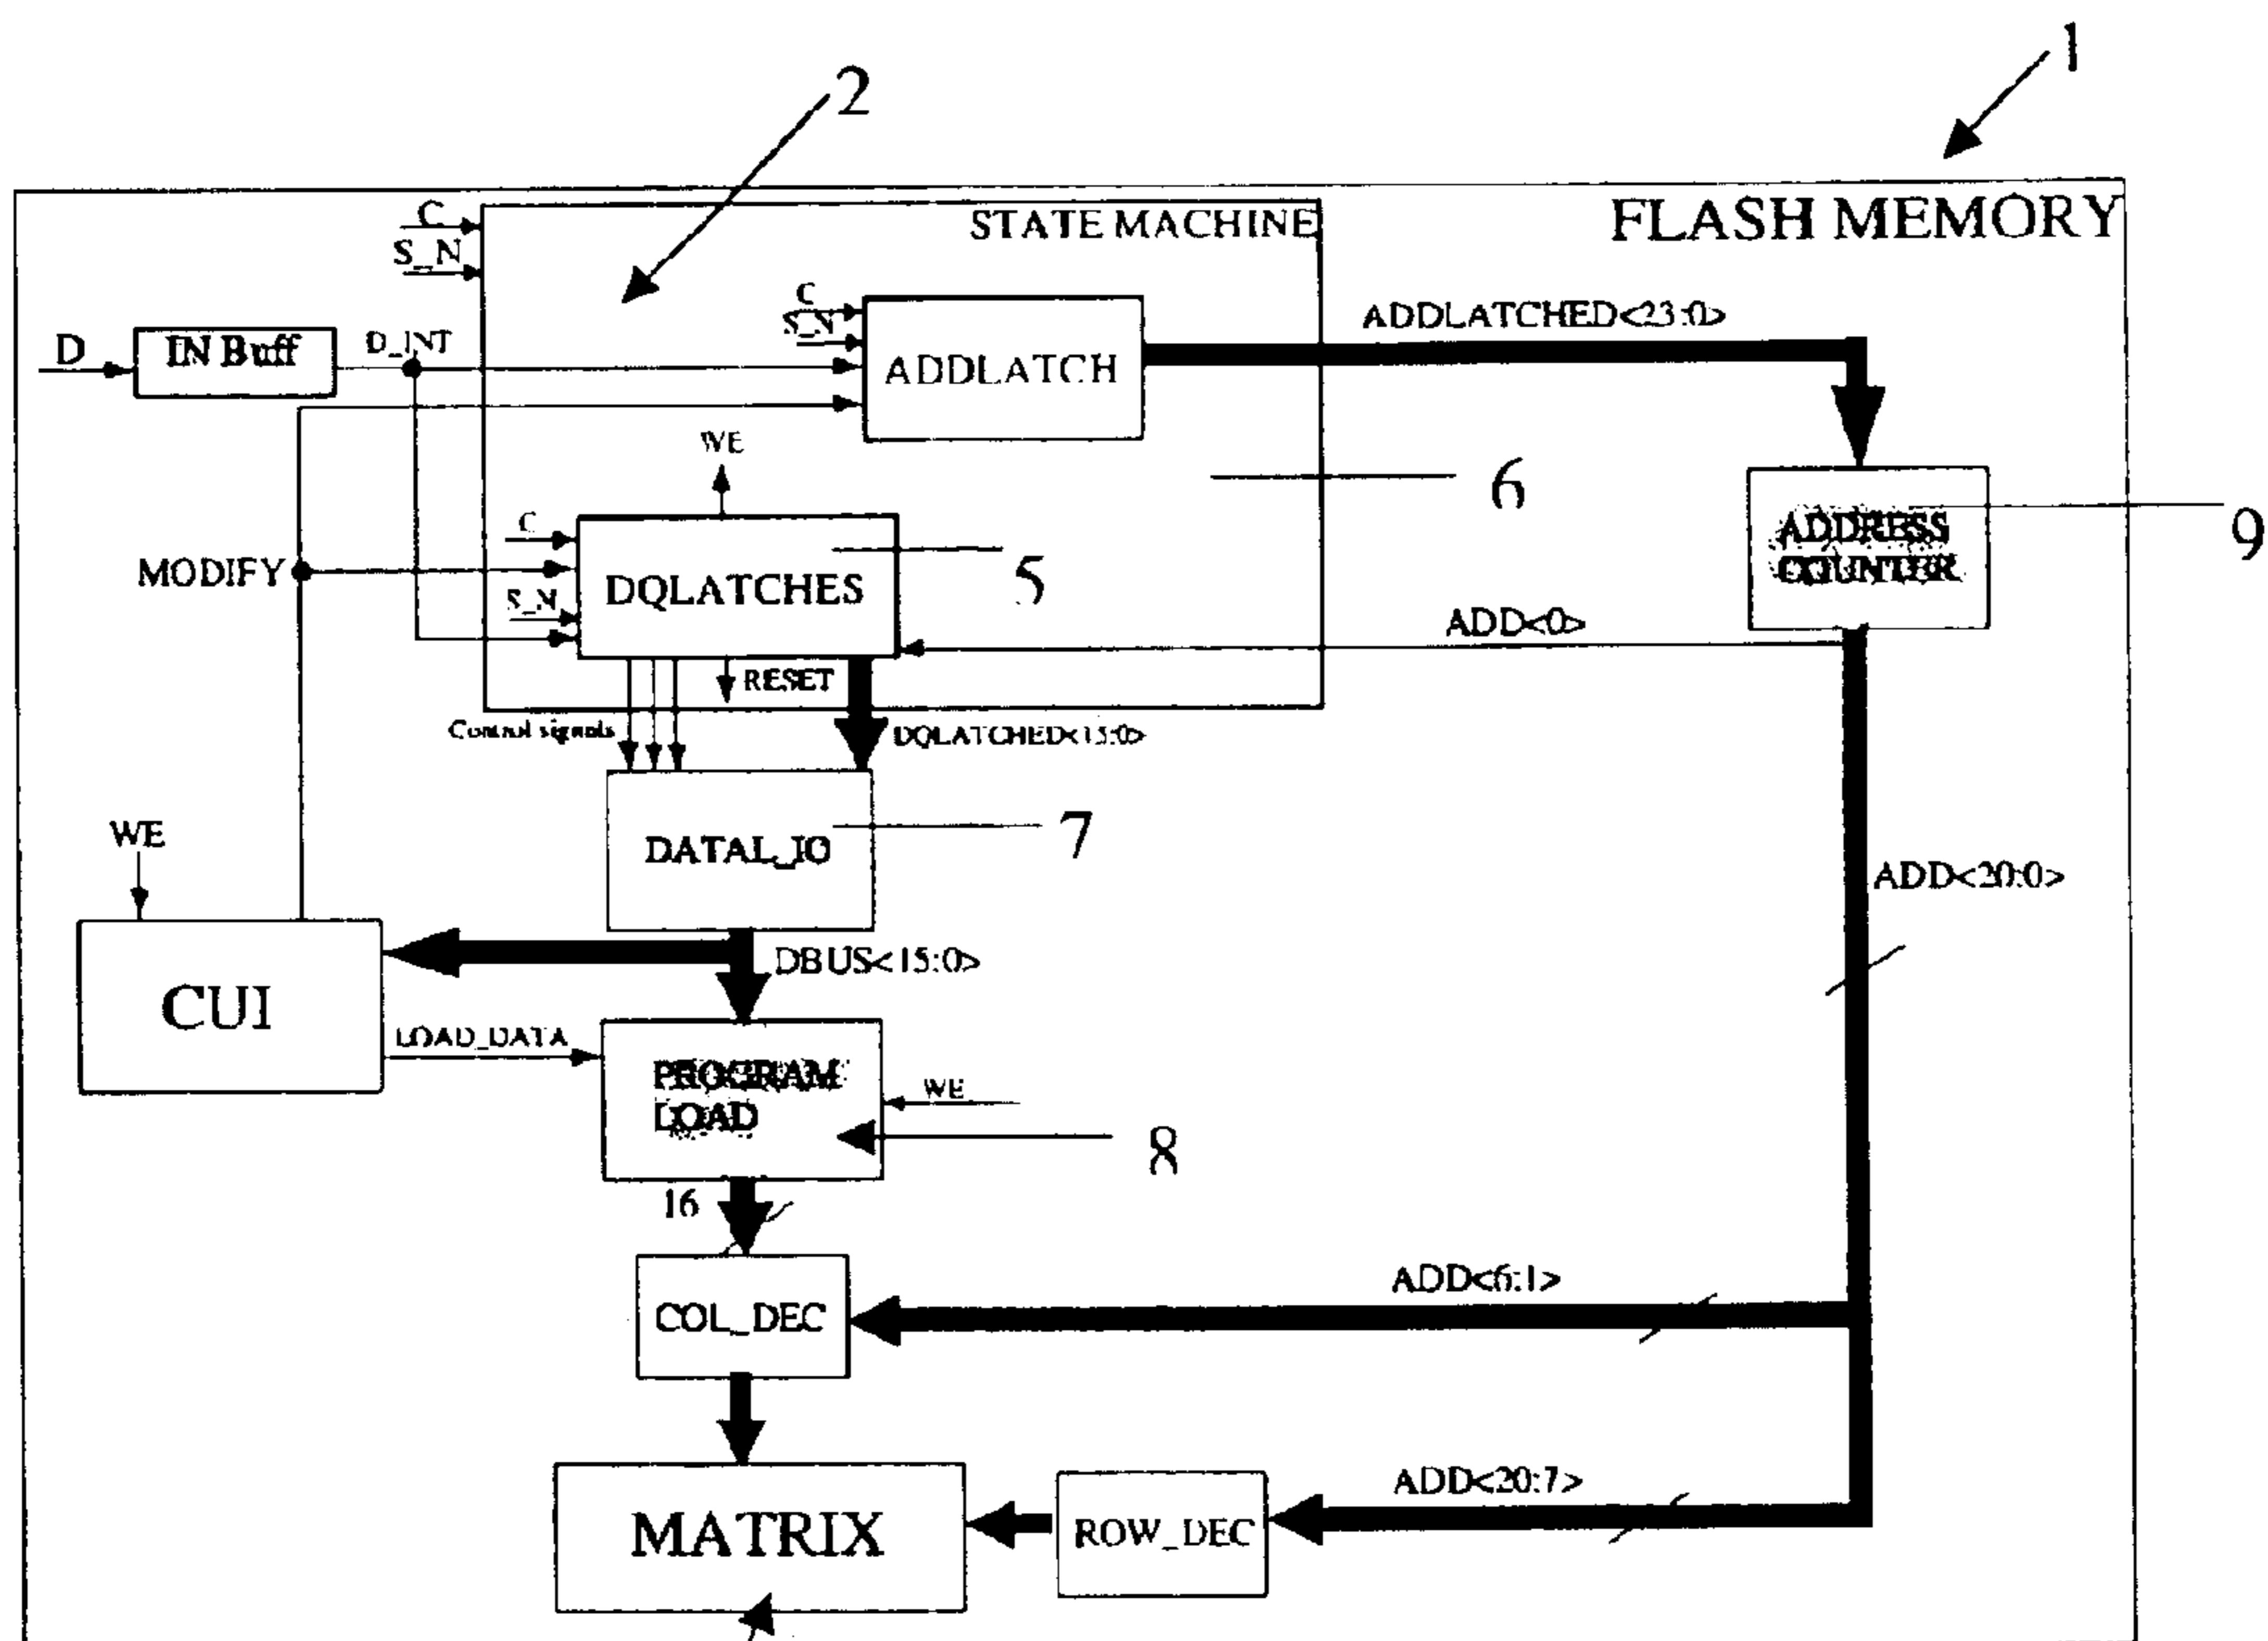 1
2
FLASH MEMORY
STATE MACHINE
C
S_N
C
S_N
ADDLATCHED<23:0>
D
IN Buff
D_INT
ADDLATCH
WE
6
C
ADDRESS
COUNTER
9
MODIFY
DQLATCHES
5
S_N
ADD<0>
RESET
Control signals
DQLATCHED<15:0>
WE
DATAL_IO
7
ADD<20:0>
DBUS<15:0>
CUI
LOAD_DATA
PROGRAM
LOAD
WE
8
16
COL_DEC
ADD<6:1>
ADD<20:7>
MATRIX
ROW_DEC